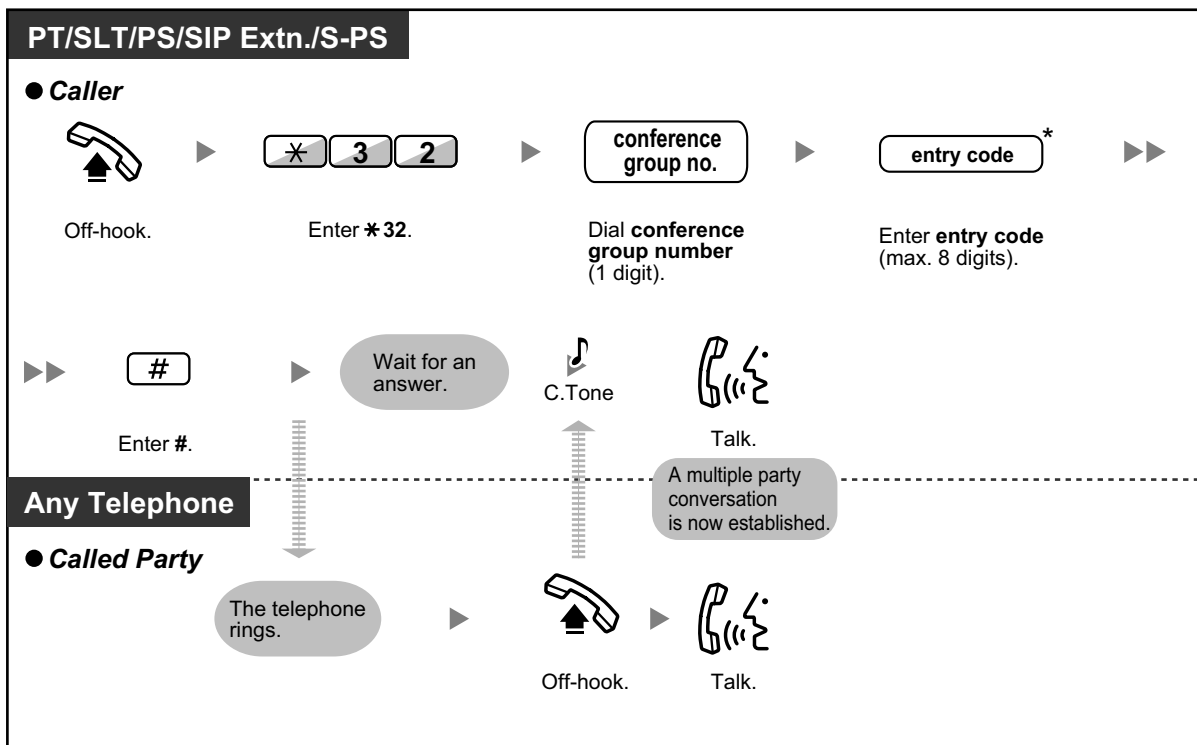 PT/SLT/PS/SIP Extn./S-PS
● Caller
✳ 3 2
conference
group no.
entry code*
Off-hook.
Enter ✳32.
Dial conference
group number
(1 digit).
Enter entry code
(max. 8 digits).
#
Wait for an
answer.
C.Tone
Enter #.
Talk.
A multiple party
conversation
is now established.
Any Telephone
● Called Party
The telephone
rings.
Off-hook.
Talk.